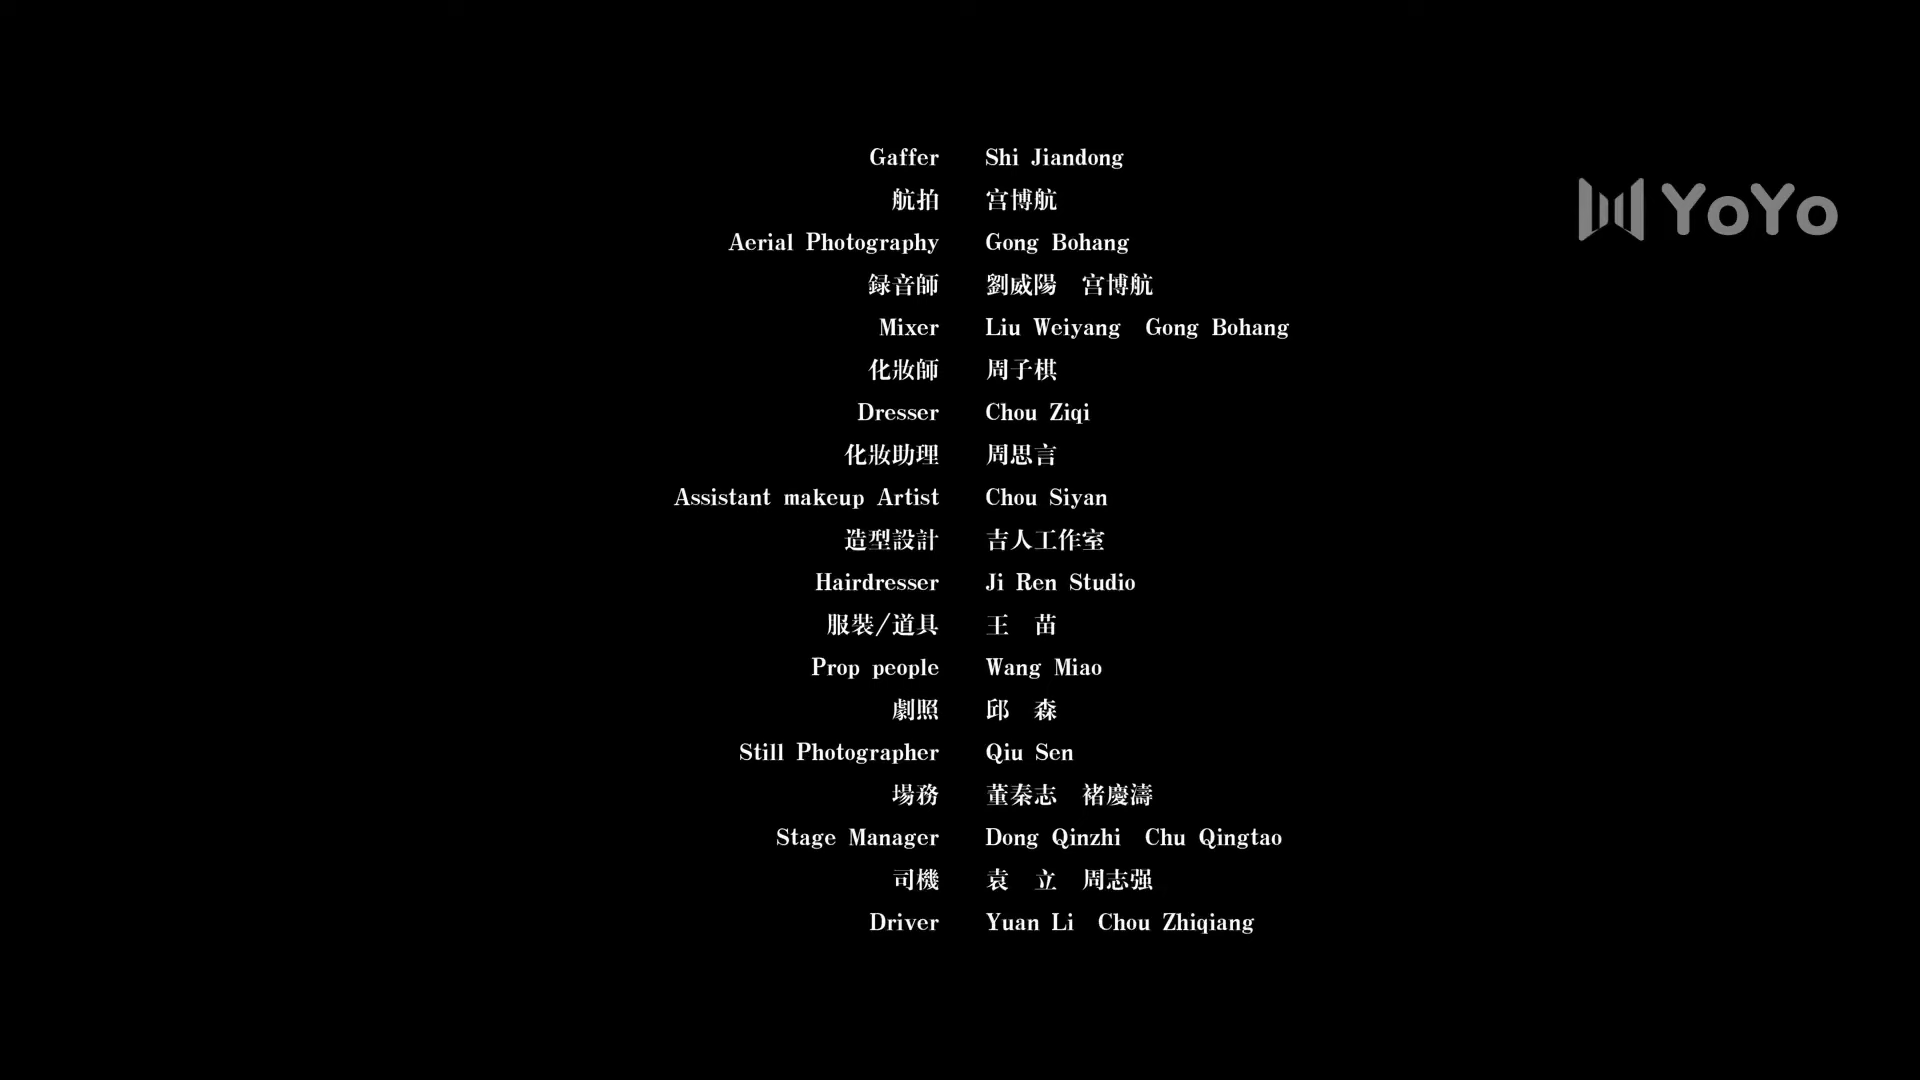 Gaffer Shi Jiandong
航拍 宫博航
Aerial Photography Gong Bohang
録音師 劉威陽 宫博航
Mixer Liu Weiyang Gong Bohang
化妝師 周子棋
Dresser Chou Ziqi
化妝助理 周思言
Assistant makeup Artist Chou Siyan
造型設計 吉人工作室
Hairdresser Ji Ren Studio
服裝/道具 王 苗
Prop people Wang Miao
劇照 邱 森
Still Photographer Qiu Sen
場務 董秦志 褚慶濤
Stage Manager Dong Qinzhi Chu Qingtao
司機 袁 立 周志强
Driver Yuan Li Chou Zhiqiang
YoYo